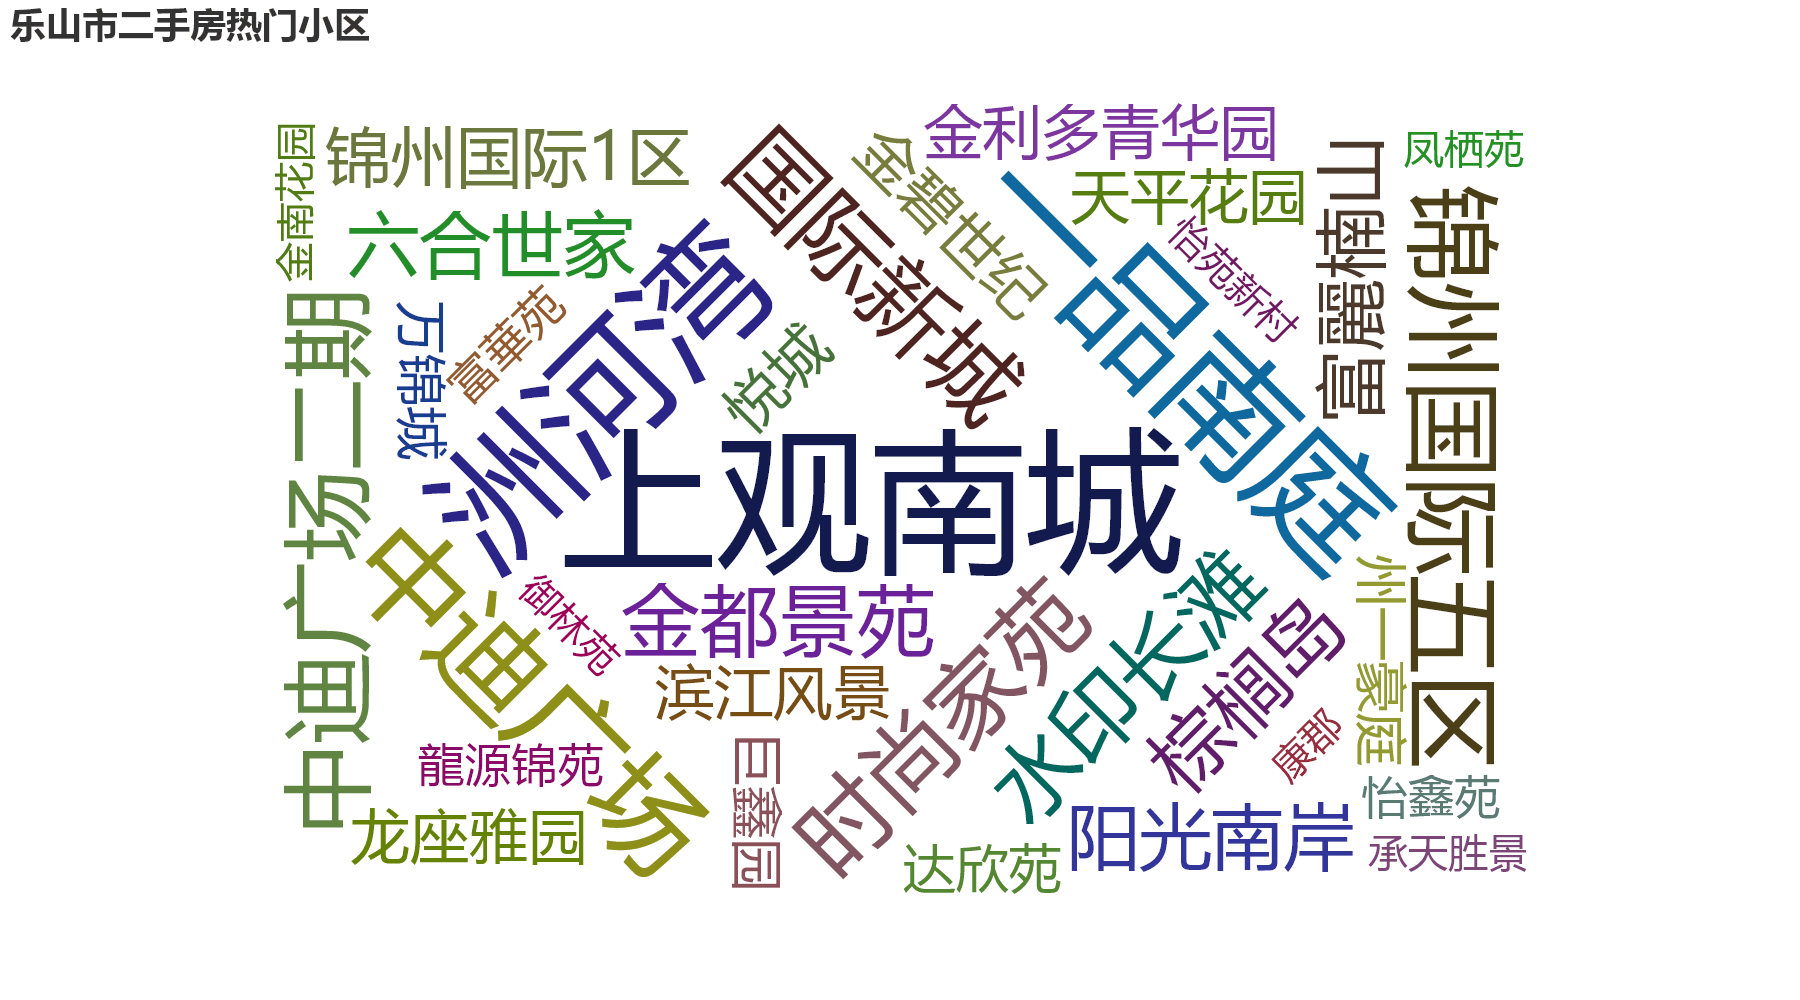 乐山市二手房热门小区
金南花园
锦州国际1区
国际新城
金碧世纪
金利多青华园
天平花园
富麗楠山
凤栖苑
锦州国际五区
六合世家
洲河湾
一品南庭
怡苑新村
中迪广场二期
万锦城
富華苑
悦城
上观南城
中迪广场
御林苑
金都景苑
时尚家苑
水印长滩
棕榈岛
州一豪庭
滨江风景
康郡
龍源锦苑
巨鑫园
龙座雅园
达欣苑
阳光南岸
怡鑫苑
承天胜景